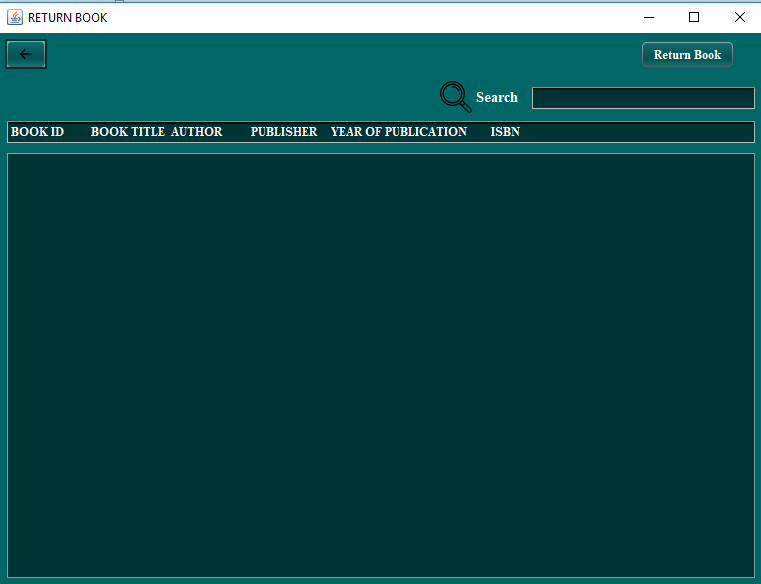 RETURN BOOK
Return Book
Search
BOOK ID BOOK TITLE AUTHOR PUBLISHER YEAR OF PUBLICATION ISBN